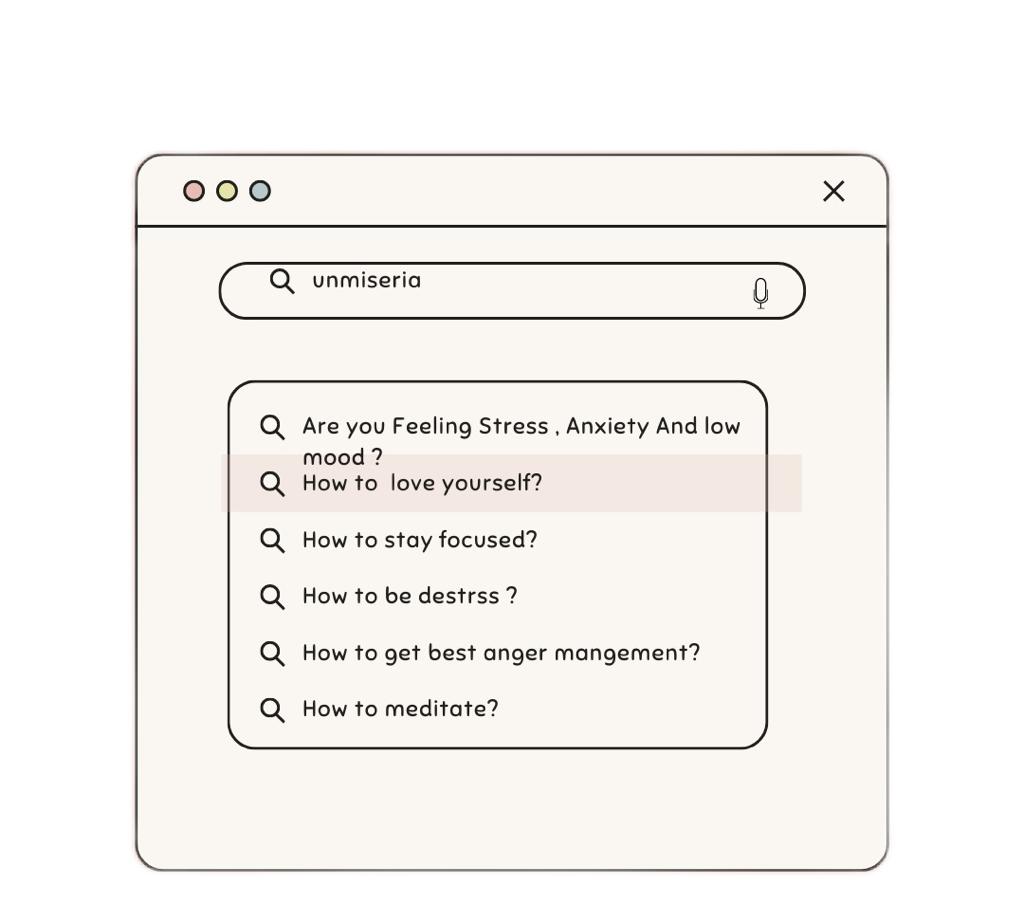 unmiseria
Are you Feeling Stress , Anxiety And low
mood ?
How to  love yourself?
How to stay focused?
How to be destrss ?
How to get best anger mangement?
How to meditate?